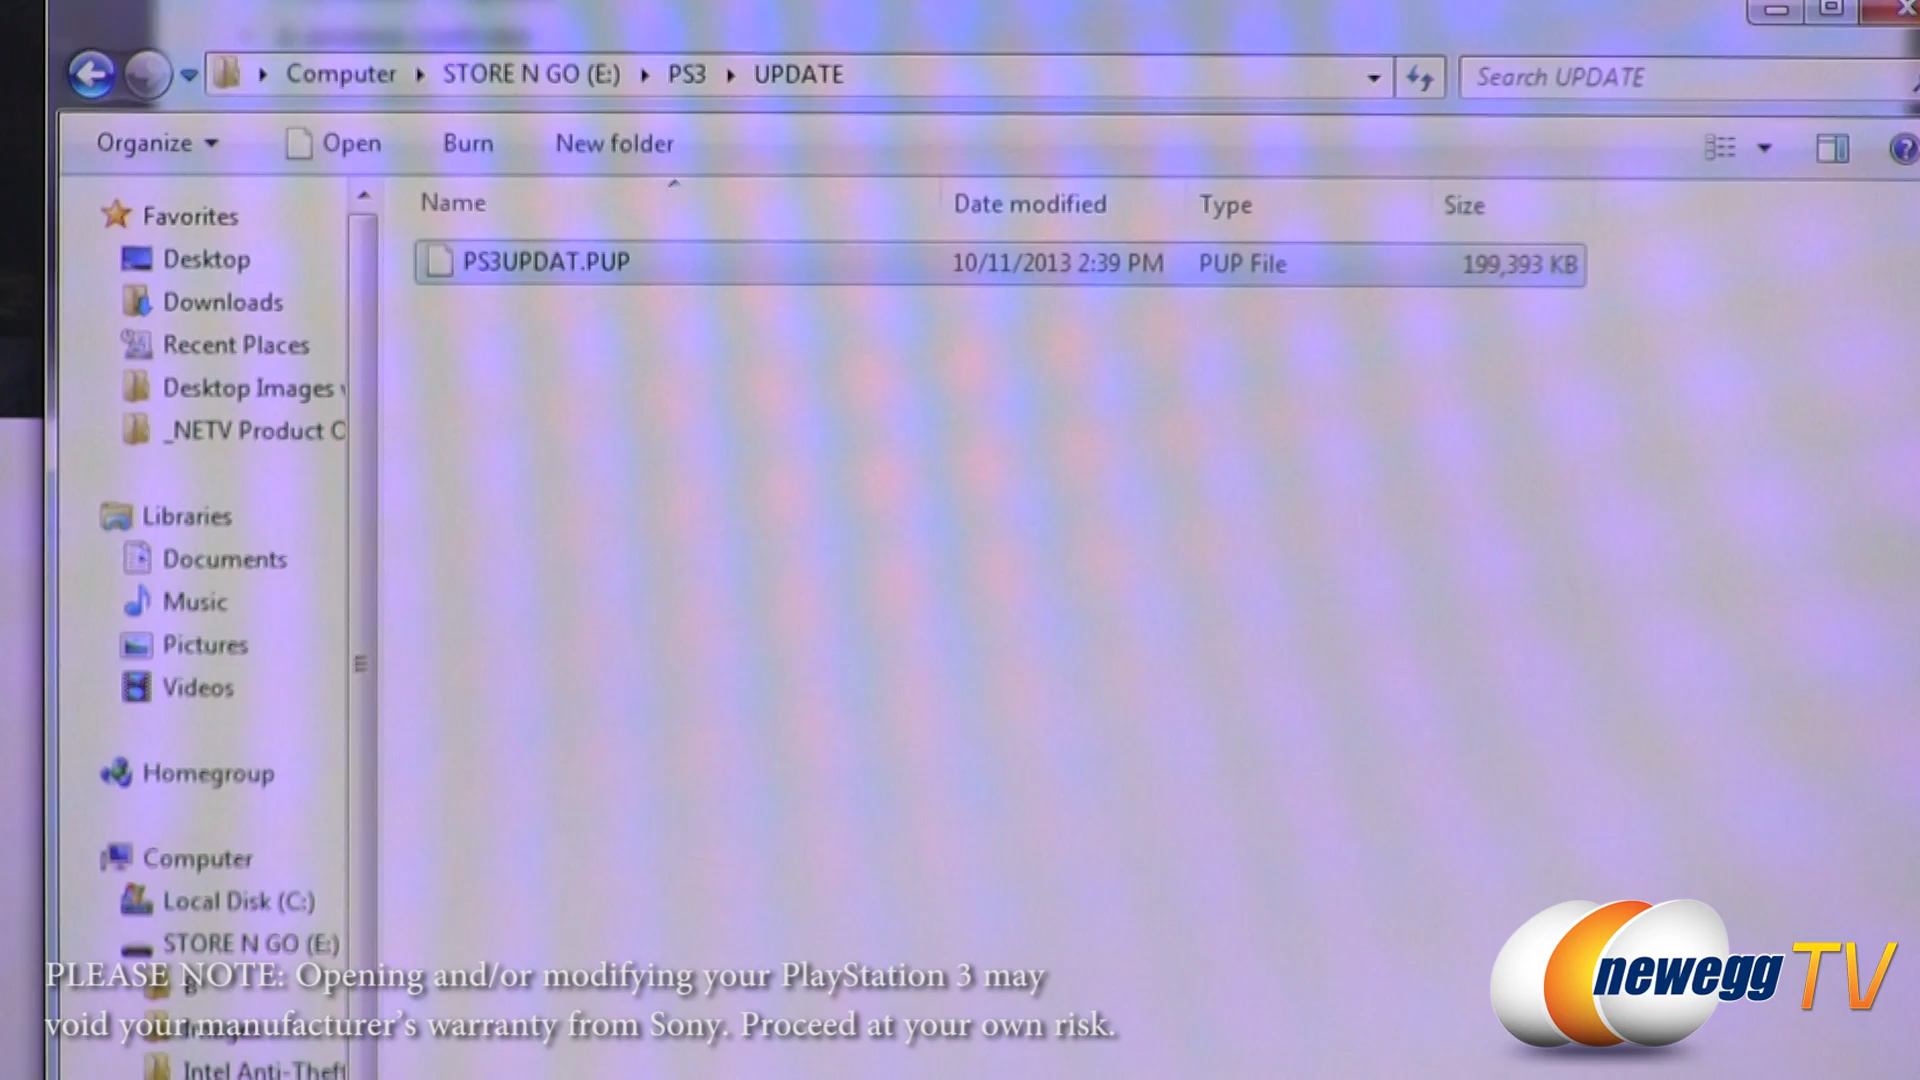 Computer ▸ STORE N GO (E:) ▸ PS3 ▸ UPDATE
Search UPDATE
Organize Open Burn New folder
Name Date modified Type Size
PS3UPDAT.PUP 10/11/2013 2:39 PM PUP File 199,393 KB
Favorites
Desktop
Downloads
Recent Places
Desktop Images
_NETV Product
Libraries
Documents
Music
Pictures
Videos
Homegroup
Computer
Local Disk (C:)
STORE N GO (E:)
PLEASE NOTE: Opening and/or modifying your PlayStation 3 may
void your manufacturer's warranty from Sony. Proceed at your own risk.
Intel Anti-Theft
newegg TV